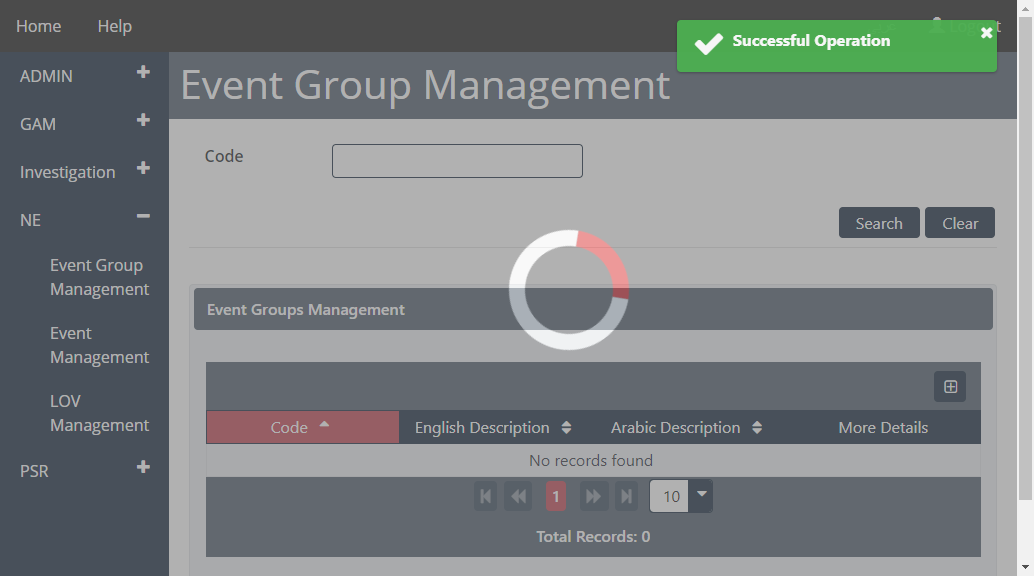 Home
Help
Logout
Successful Operation
ADMIN
GAM
Investigation
NE
Event Group
Management
Event
Management
LOV
Management
PSR
Event Group Management
Code
Search
Clear
Event Groups Management
Code
English Description
Arabic Description
More Details
No records found
1
10
Total Records: 0